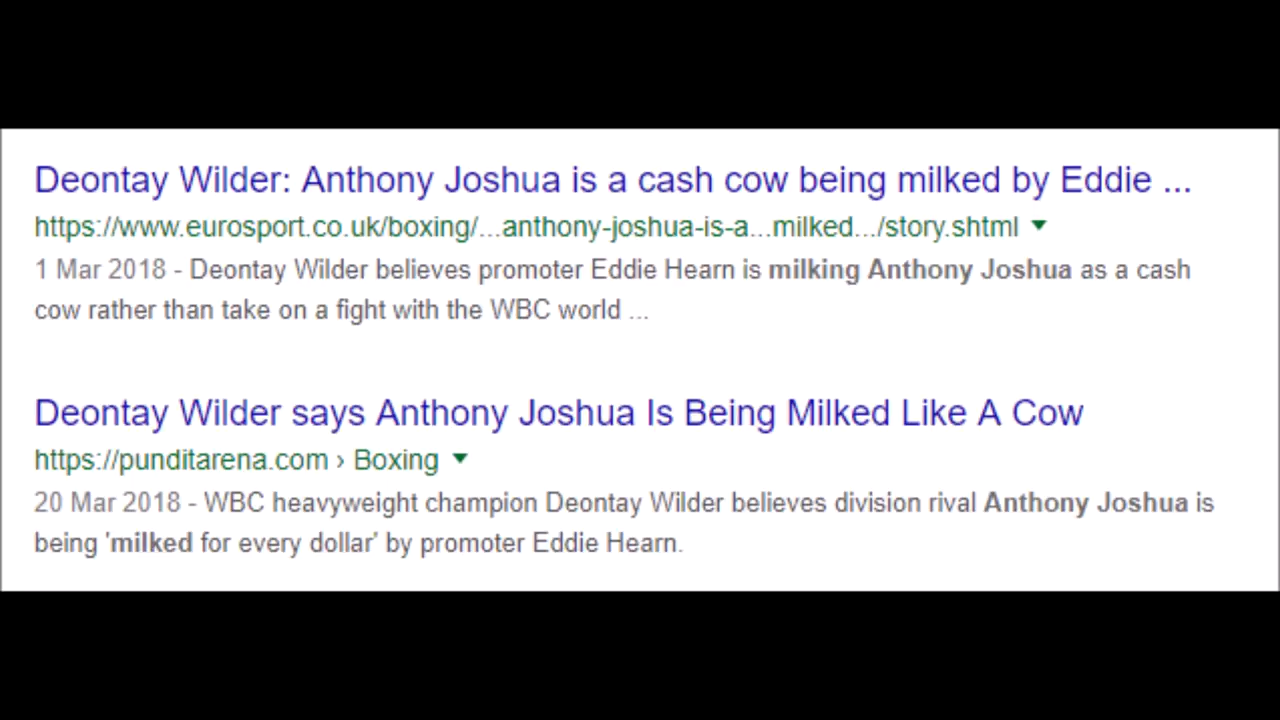 Deontay Wilder: Anthony Joshua is a cash cow being milked by Eddie ...
https://www.eurosport.co.uk/boxing/...anthony-joshua-is-a...milked.../story.shtml
1 Mar 2018 - Deontay Wilder believes promoter Eddie Hearn is milking Anthony Joshua as a cash
cow rather than take on a fight with the WBC world ...
Deontay Wilder says Anthony Joshua Is Being Milked Like A Cow
https://punditarena.com › Boxing
20 Mar 2018 - WBC heavyweight champion Deontay Wilder believes division rival Anthony Joshua is
being 'milked for every dollar' by promoter Eddie Hearn.